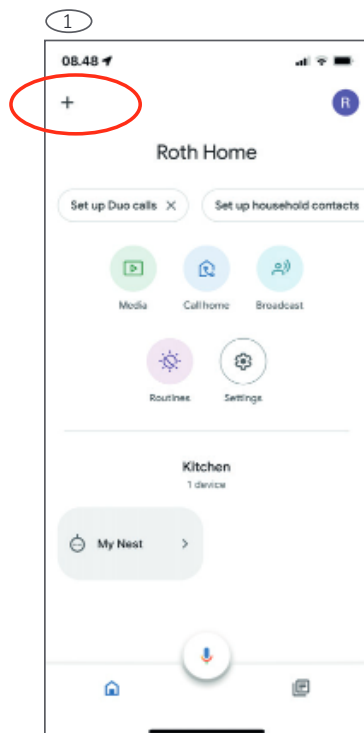 1
08.48
+
R
Roth Home
Set up Duo calls × Set up household contacts
Media Call home Broadcast
Routines Settings
Kitchen
1 device
My Nest >